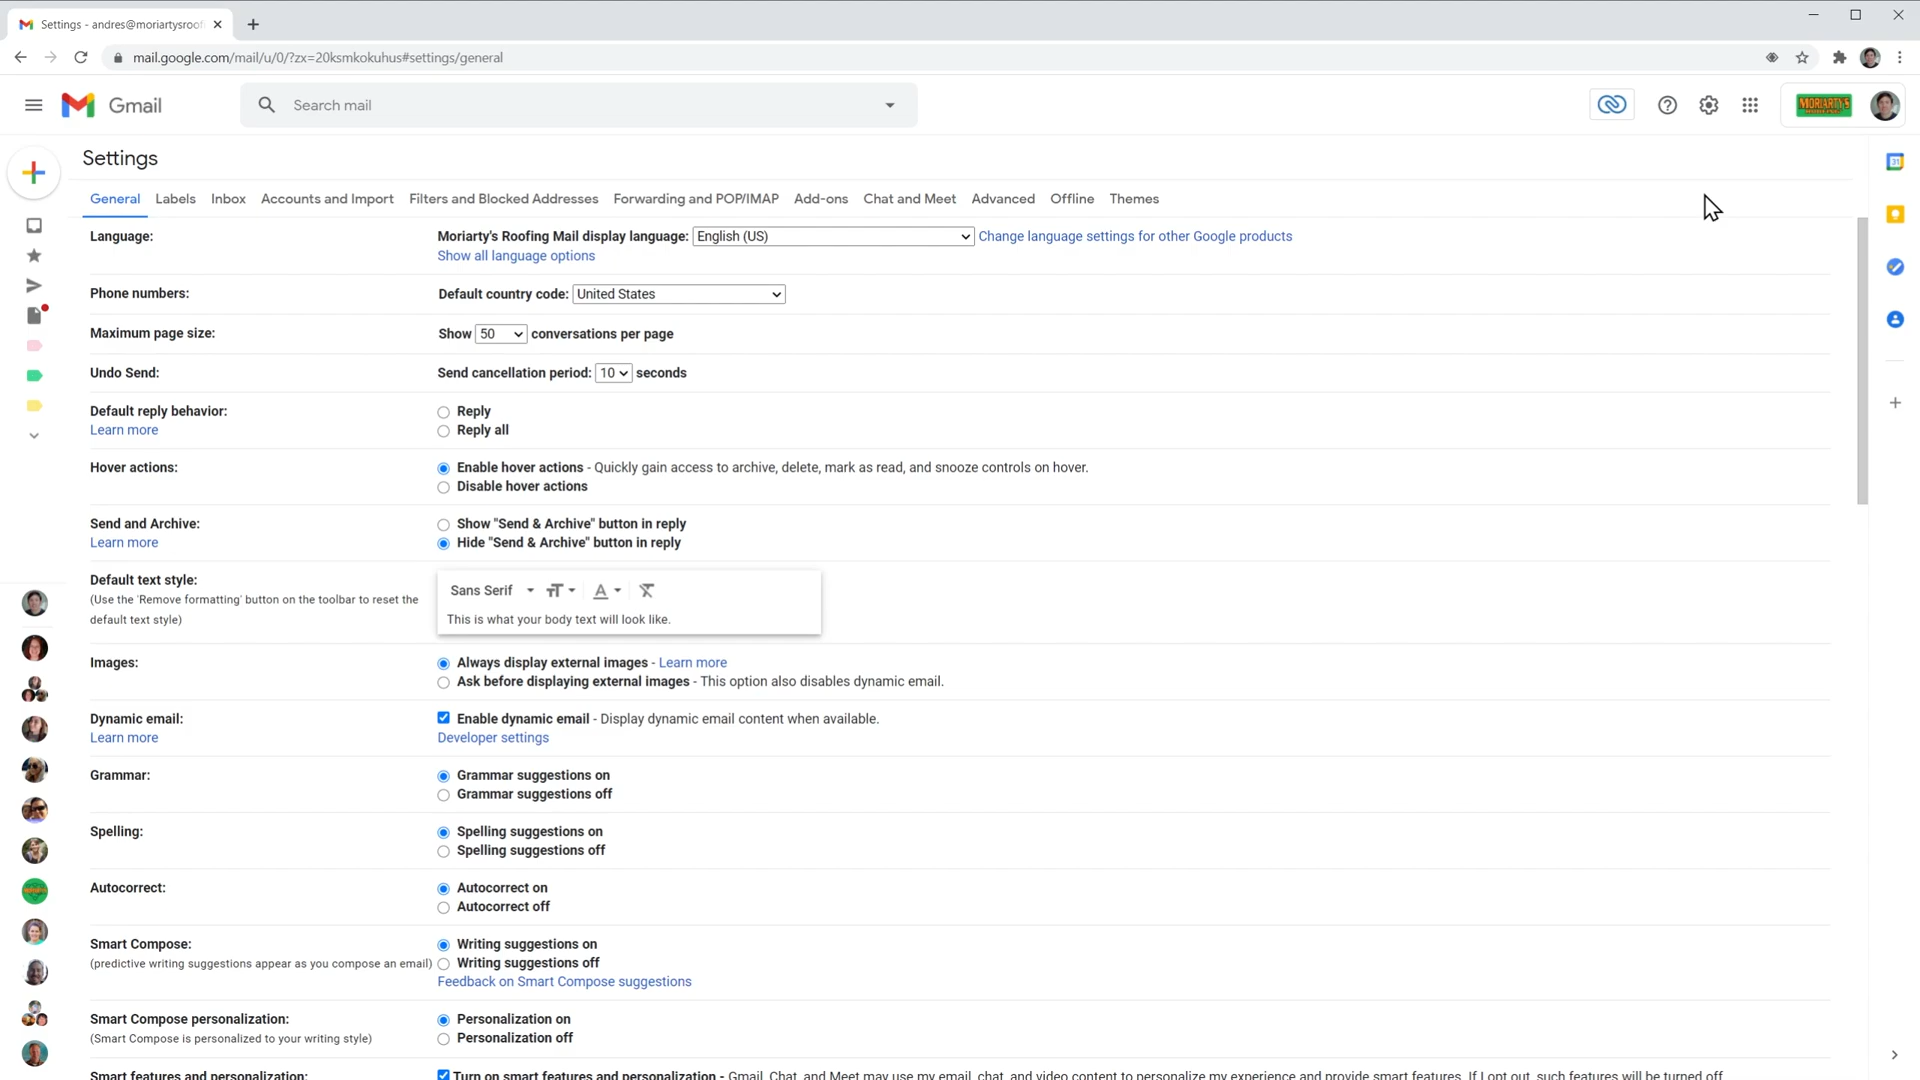 Settings - andres@moriartysroof
mail.google.com/mail/u/0/?zx=20ksmkokuhus#settings/general
Gmail
Search mail
MORIARTY'S
Settings
General Labels Inbox Accounts and Import Filters and Blocked Addresses Forwarding and POP/IMAP Add-ons Chat and Meet Advanced Offline Themes
Language: Moriarty's Roofing Mail display language: English (US) Change language settings for other Google products
Show all language options
Phone numbers: Default country code: United States
Maximum page size: Show 50 conversations per page
Undo Send: Send cancellation period: 10 seconds
Default reply behavior: Reply
Learn more Reply all
Hover actions: Enable hover actions - Quickly gain access to archive, delete, mark as read, and snooze controls on hover.
Disable hover actions
Send and Archive: Show "Send & Archive" button in reply
Learn more Hide "Send & Archive" button in reply
Default text style: Sans Serif
(Use the 'Remove formatting' button on the toolbar to reset the
default text style) This is what your body text will look like.
Images: Always display external images - Learn more
Ask before displaying external images - This option also disables dynamic email.
Dynamic email: Enable dynamic email - Display dynamic email content when available.
Learn more Developer settings
Grammar: Grammar suggestions on
Grammar suggestions off
Spelling: Spelling suggestions on
Spelling suggestions off
Autocorrect: Autocorrect on
Autocorrect off
Smart Compose: Writing suggestions on
(predictive writing suggestions appear as you compose an email) Writing suggestions off
Feedback on Smart Compose suggestions
Smart Compose personalization: Personalization on
(Smart Compose is personalized to your writing style) Personalization off
Smart features and personalization: Turn on smart features and personalization - Gmail, Chat, and Meet may use my email, chat, and video content to personalize my experience and provide smart features. If I opt out, such features will be turned off